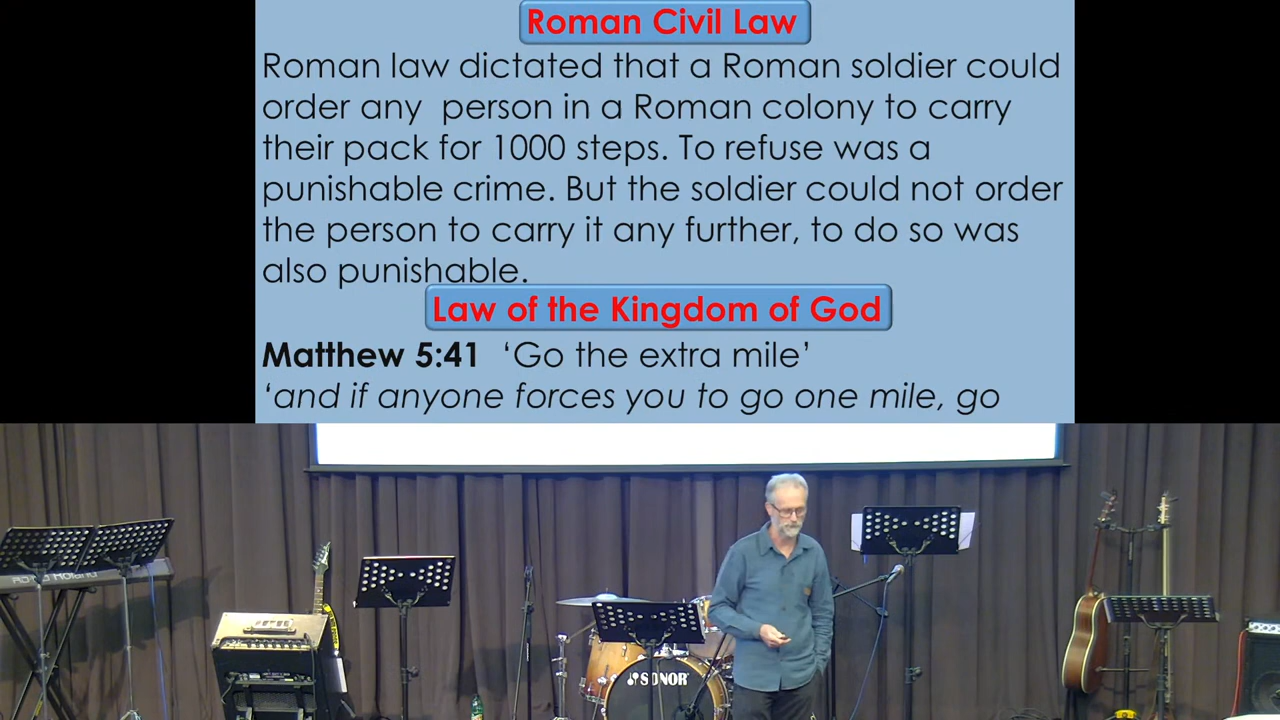 Roman Civil Law
Roman law dictated that a Roman soldier could
order any  person in a Roman colony to carry
their pack for 1000 steps. To refuse was a
punishable crime. But the soldier could not order
the person to carry it any further, to do so was
also punishable.
Law of the Kingdom of God
Matthew 5:41  ‘Go the extra mile’
‘and if anyone forces you to go one mile, go
Roland
SONOR